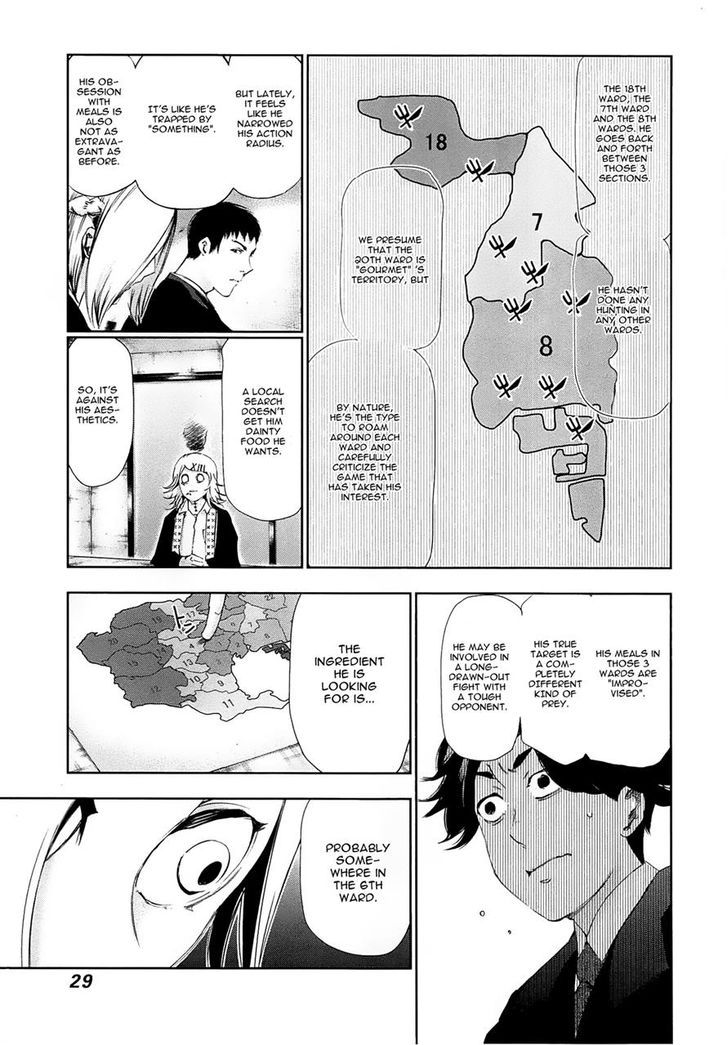 THE 18TH
WARD, THE
7TH WARD
AND THE 8TH
WARDS. HE
GOES BACK
AND FORTH
BETWEEN
THOSE 3
SECTIONS.
HE HASN'T
DONE ANY
HUNTING IN
ANY OTHER
WARDS.
18
7
8
WE PRESUME
THAT THE
20TH WARD IS
"GOURMET" 'S
TERRITORY, BUT
BY NATURE,
HE'S THE TYPE
TO ROAM
AROUND EACH
WARD AND
CAREFULLY
CRITICIZE THE
GAME THAT
HAS TAKEN HIS
INTEREST.
BUT LATELY,
IT FEELS
LIKE HE
NARROWED
HIS ACTION
RADIUS.
IT'S LIKE HE'S
TRAPPED BY
"SOMETHING".
HIS OB-
SESSION
WITH
MEALS IS
ALSO
NOT AS
EXTRAVA-
GANT AS
BEFORE.
A LOCAL
SEARCH
DOESN'T
GET HIM
DAINTY
FOOD HE
WANTS.
SO, IT'S
AGAINST
HIS AES-
THETICS.
HIS MEALS IN
THOSE 3
WARDS ARE
"IMPRO-
VISED".
HIS TRUE
TARGET IS
A COM-
PLETELY
DIFFERENT
KIND OF
PREY.
HE MAY BE
INVOLVED IN
A LONG-
DRAWN-OUT
FIGHT WITH
A TOUGH
OPPONENT.
THE
INGREDIENT
HE IS
LOOKING
FOR IS...
12
11
PROBABLY
SOME-
WHERE IN
THE 6TH
WARD.
29